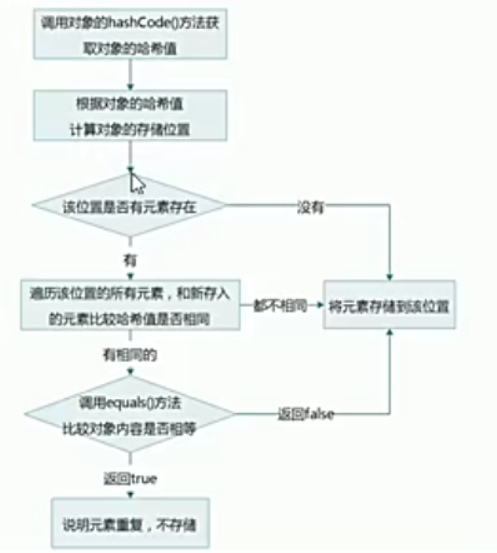 调用对象的hashCode()方法获
取对象的哈希值
根据对象的哈希值
计算对象的存储位置
该位置是否有元素存在
没有
有
遍历该位置的所有元素，和新存入
的元素比较哈希值是否相同
都不相同
将元素存储到该位置
有相同的
调用equals()方法
比较对象内容是否相等
返回false
返回true
说明元素重复，不存储